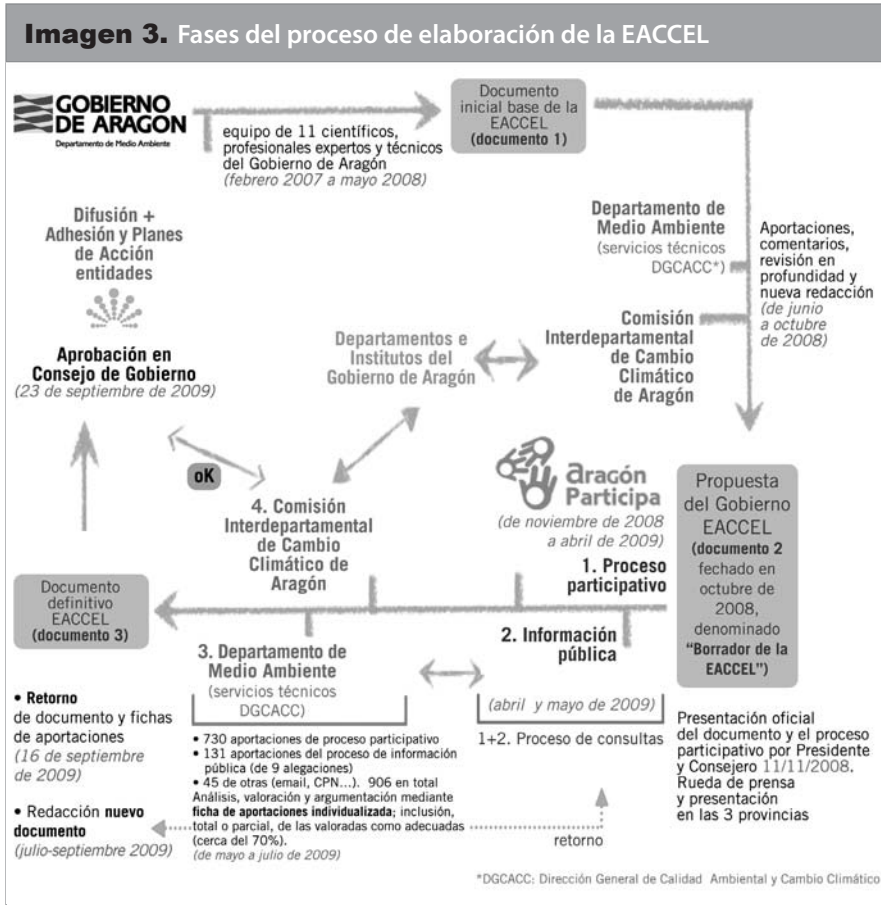 Imagen 3. Fases del proceso de elaboración de la EACCEL
GOBIERNO
DE ARAGON
Departamento de Medio Ambiente
equipo de 11 científicos,
profesionales expertos y técnicos
del Gobierno de Aragón
(febrero 2007 a mayo 2008)
Documento
inicial base de la
EACCEL
(documento 1)
Departamento de
Medio Ambiente
(servicios técnicos
DGCACC*)
Aportaciones,
comentarios,
revisión en
profundidad y
nueva redacción
(de junio
a octubre
de 2008)
Comisión
Interdepartamental
de Cambio
Climático
de Aragón
Departamentos e
Institutos del
Gobierno de Aragón
Difusión +
Adhesión y Planes
de Acción
entidades
Aprobación en
Consejo de Gobierno
(23 de septiembre de 2009)
oK
4. Comisión
Interdepartamental
de Cambio
Climático de
Aragón
aragón
Participa
(de noviembre de 2008
a abril de 2009)
1. Proceso
participativo
Propuesta
del Gobierno
EACCEL
(documento 2
fechado en
octubre de
2008,
denominado
“Borrador de la
EACCEL”)
Documento
definitivo
EACCEL
(documento 3)
3. Departamento de
Medio Ambiente
(servicios técnicos
DGCACC)
2. Información
pública
(abril y mayo de 2009)
1+2. Proceso de consultas
• Retorno
de documento y fichas
de aportaciones
(16 de septiembre
de 2009)
• Redacción nuevo
documento
(julio-septiembre 2009)
• 730 aportaciones de proceso participativo
• 131 aportaciones del proceso de información
pública (de 9 alegaciones)
• 45 de otras (email, CPN...). 906 en total
Análisis, valoración y argumentación mediante
ficha de aportaciones individualizada; inclusión,
total o parcial, de las valoradas como adecuadas
(cerca del 70%).
(de mayo a julio de 2009)
retorno
Presentación oficial
del documento y el proceso
participativo por Presidente
y Consejero 11/11/2008.
Rueda de prensa
y presentación
en las 3 provincias
*DGCACC: Dirección General de Calidad Ambiental y Cambio Climático